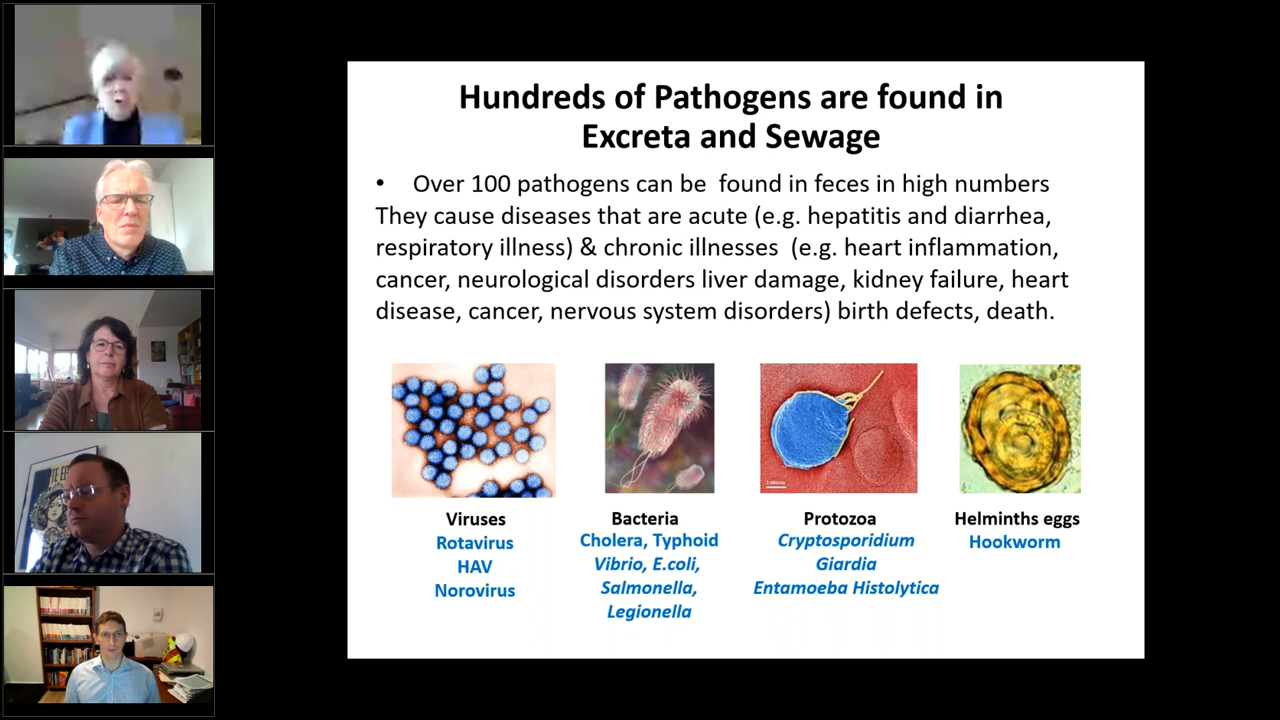 Hundreds of Pathogens are found in
Excreta and Sewage
• Over 100 pathogens can be found in feces in high numbers
They cause diseases that are acute (e.g. hepatitis and diarrhea,
respiratory illness) & chronic illnesses (e.g. heart inflammation,
cancer, neurological disorders liver damage, kidney failure, heart
disease, cancer, nervous system disorders) birth defects, death.
Viruses
Rotavirus
HAV
Norovirus
Bacteria
Cholera, Typhoid
Vibrio, E.coli,
Salmonella,
Legionella
Protozoa
Cryptosporidium
Giardia
Entamoeba Histolytica
Helminths eggs
Hookworm